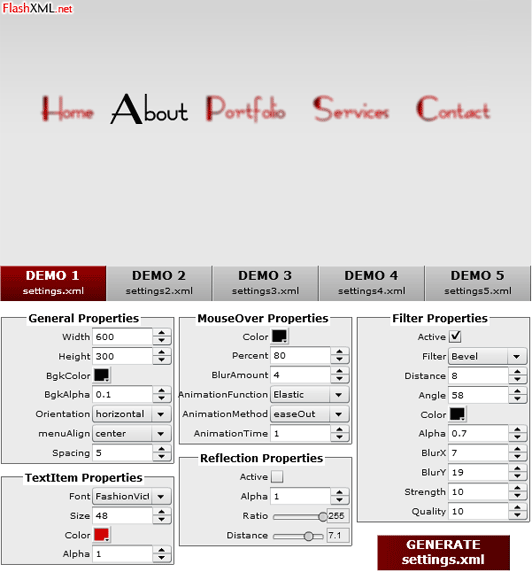 FlashXML.net
Home About Portfolio Services Contact
DEMO 1 DEMO 2 DEMO 3 DEMO 4 DEMO 5
settings.xml settings2.xml settings3.xml settings4.xml settings5.xml
General Properties
Width 600
Height 300
BgkColor
BgkAlpha 0.1
Orientation horizontal
menuAlign center
Spacing 5
TextItem Properties
Font FashionVict
Size 48
Color
Alpha 1
MouseOver Properties
Color
Percent 80
BlurAmount 4
AnimationFunction Elastic
AnimationMethod easeOut
AnimationTime 1
Reflection Properties
Active
Alpha 1
Ratio 255
Distance 7.1
Filter Properties
Active
Filter Bevel
Distance 8
Angle 58
Color
Alpha 0.7
BlurX 7
BlurY 19
Strength 10
Quality 10
GENERATE
settings.xml